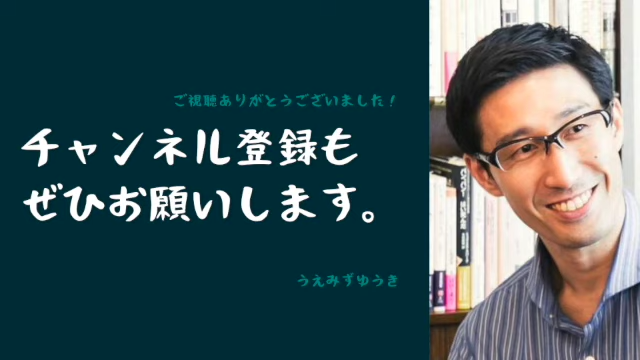 ご視聴ありがとうございました！
チャンネル登録も
ぜひお願いします。
うえみずゆうき